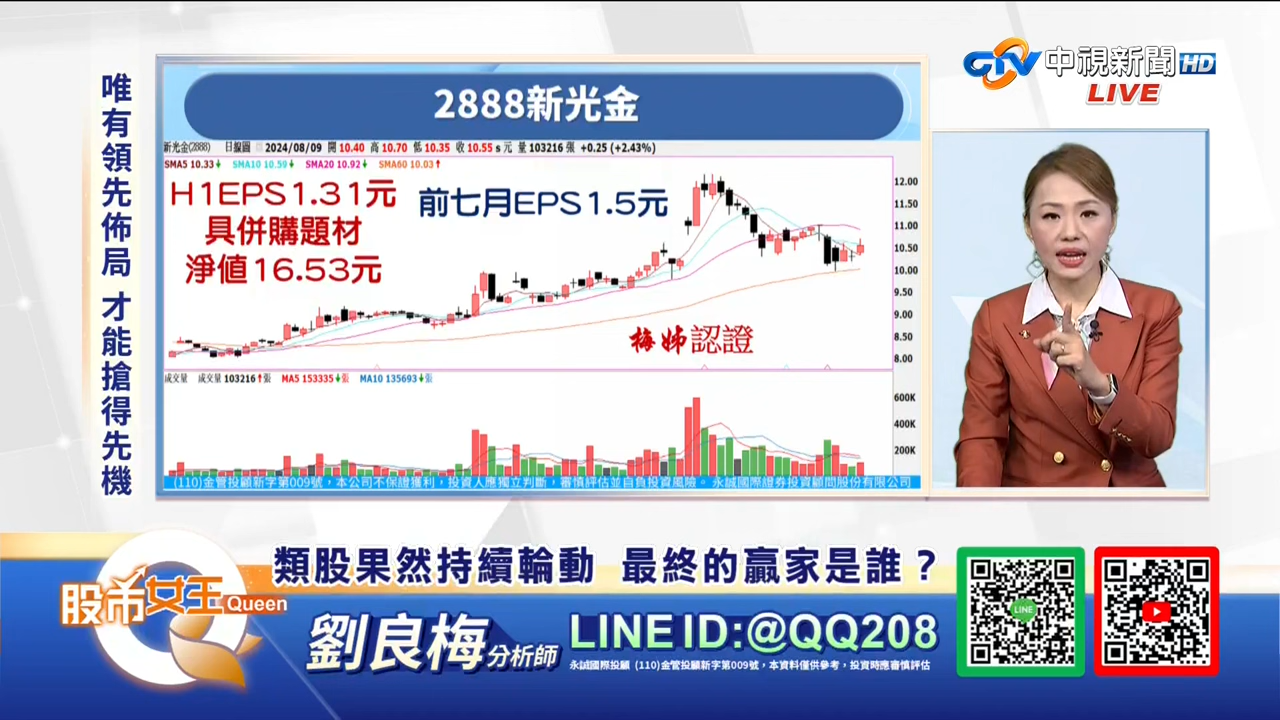 唯有領先佈局 才能搶得先機
2888新光金
新光金(2888) 日線圖 2024/08/09 開 10.40 高 10.70 低 10.35 收 10.55 s 元 量 103216 張 +0.25 (+2.43%)
SMA5 10.33↓ SMA10 10.59↓ SMA20 10.92↓ SMA60 10.03↑
H1EPS1.31元
具併購題材
淨值16.53元
前七月EPS1.5元
梅姊認證
12.00
11.50
11.00
10.50
10.00
9.50
9.00
8.50
8.00
成交量 成交量 103216↑張 MA5 153335↓張 MA10 135693↓張
600K
400K
200K
(110)金管投顧新字第009號，本公司不保證獲利，投資人應獨立判斷，審慎評估並自負投資風險。永誠國際證券投資顧問股份有限公司
CTV 中視新聞 HD
LIVE
類股果然持續輪動 最終的贏家是誰？
股市女王Queen
劉良梅分析師
LINE ID:@QQ208
永誠國際投顧 (110)金管投顧新字第009號，本資料僅供參考，投資時應審慎評估
LINE